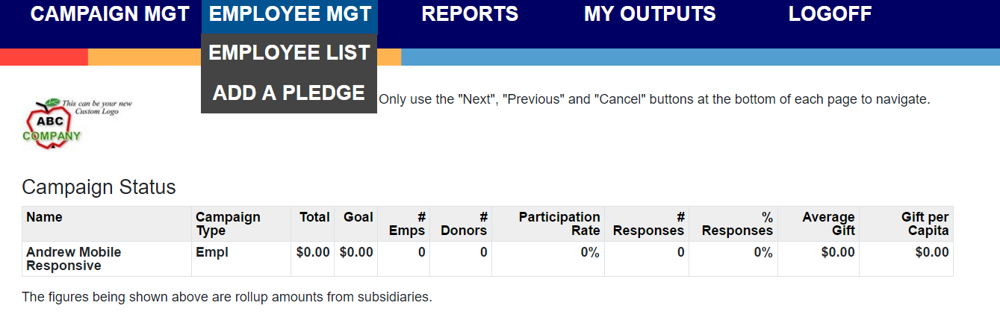 CAMPAIGN MGT EMPLOYEE MGT REPORTS MY OUTPUTS LOGOFF
EMPLOYEE LIST
ADD A PLEDGE
Only use the "Next", "Previous" and "Cancel" buttons at the bottom of each page to navigate.
This can be your new
Custom Logo
ABC
COMPANY
Campaign Status
Name Campaign Type Total Goal # Emps # Donors Participation Rate # Responses % Responses Average Gift Gift per Capita
Andrew Mobile Responsive Empl $0.00 $0.00 0 0 0% 0 0% $0.00 $0.00
The figures being shown above are rollup amounts from subsidiaries.